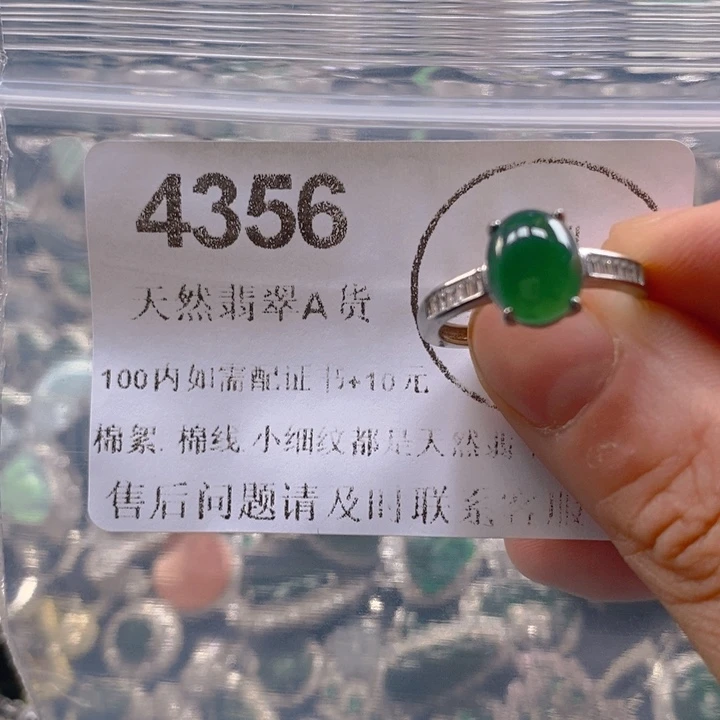 4356
天然翡翠A货
100内如需配证书+10元
棉絮.棉线.小细纹都是天然翡
售后问题请及时联系客服